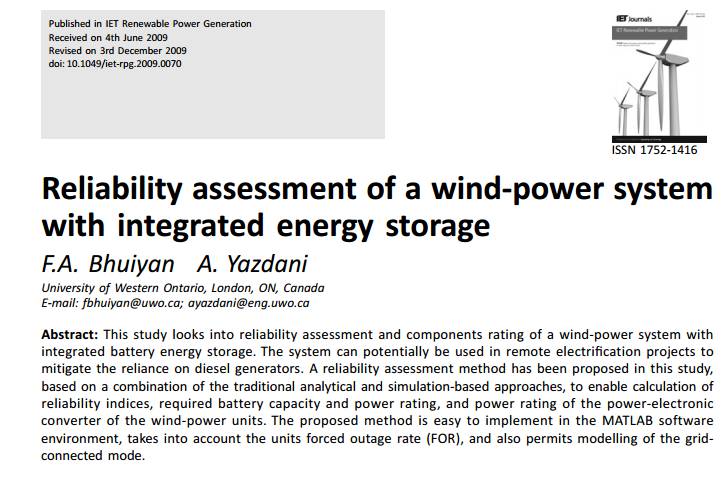 Published in IET Renewable Power Generation
Received on 4th June 2009
Revised on 3rd December 2009
doi: 10.1049/iet-rpg.2009.0070
IET Journals
IET Renewable Power Generation
ISSN 1752-1416
Reliability assessment of a wind-power system
with integrated energy storage
F.A. Bhuiyan A. Yazdani
University of Western Ontario, London, ON, Canada
E-mail: fbhuiyan@uwo.ca; ayazdani@eng.uwo.ca
Abstract: This study looks into reliability assessment and components rating of a wind-power system with
integrated battery energy storage. The system can potentially be used in remote electrification projects to
mitigate the reliance on diesel generators. A reliability assessment method has been proposed in this study,
based on a combination of the traditional analytical and simulation-based approaches, to enable calculation of
reliability indices, required battery capacity and power rating, and power rating of the power-electronic
converter of the wind-power units. The proposed method is easy to implement in the MATLAB software
environment, takes into account the units forced outage rate (FOR), and also permits modelling of the grid-
connected mode.